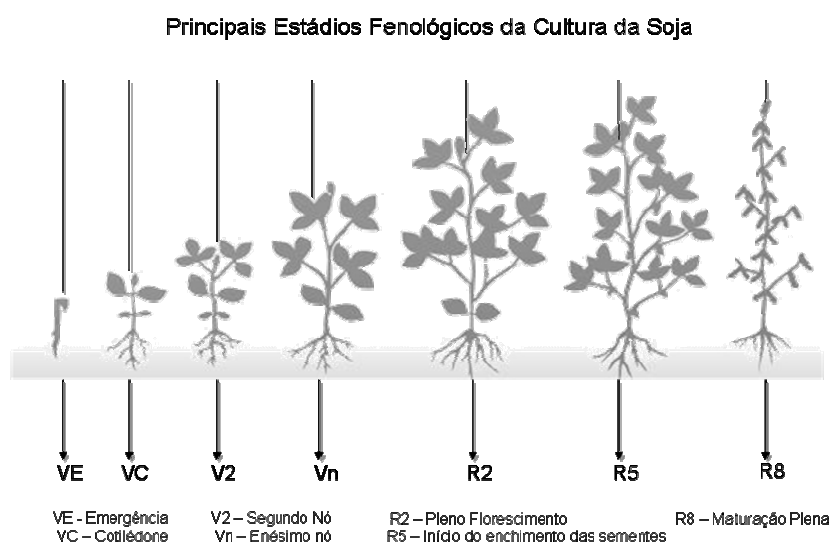 Principais Estádios Fenológicos da Cultura da Soja
VE VC V2 Vn R2 R5 R8
VE - Emergência V2 – Segundo Nó R2 – Pleno Florescimento R8 – Maturação Plena
VC – Cotilédone Vn – Enésimo nó R5 – Início do enchimento das sementes